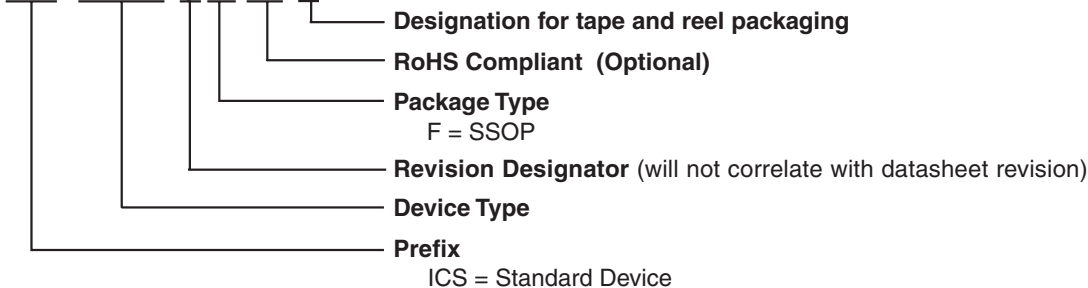 Designation for tape and reel packaging
RoHS Compliant (Optional)
Package Type
F = SSOP
Revision Designator (will not correlate with datasheet revision)
Device Type
Prefix
ICS = Standard Device